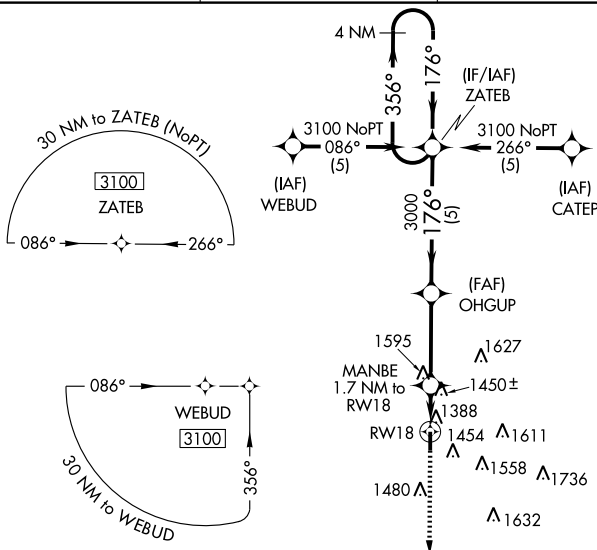 4 NM
356°
176°
(IF/IAF)
ZATEB
30 NM to ZATEB (NoPT)
3100
ZATEB
086°
266°
3100 NoPT
086°
(5)
(IAF)
WEBUD
3100 NoPT
266°
(5)
(IAF)
CATEP
3000
176°
(5)
(FAF)
OHGUP
1595
1627
MANBE
1.7 NM to
RW18
1450 ±
1388
RW18
1454
1611
1558
1736
1480
1632
086°
WEBUD
3100
356°
30 NM to WEBUD